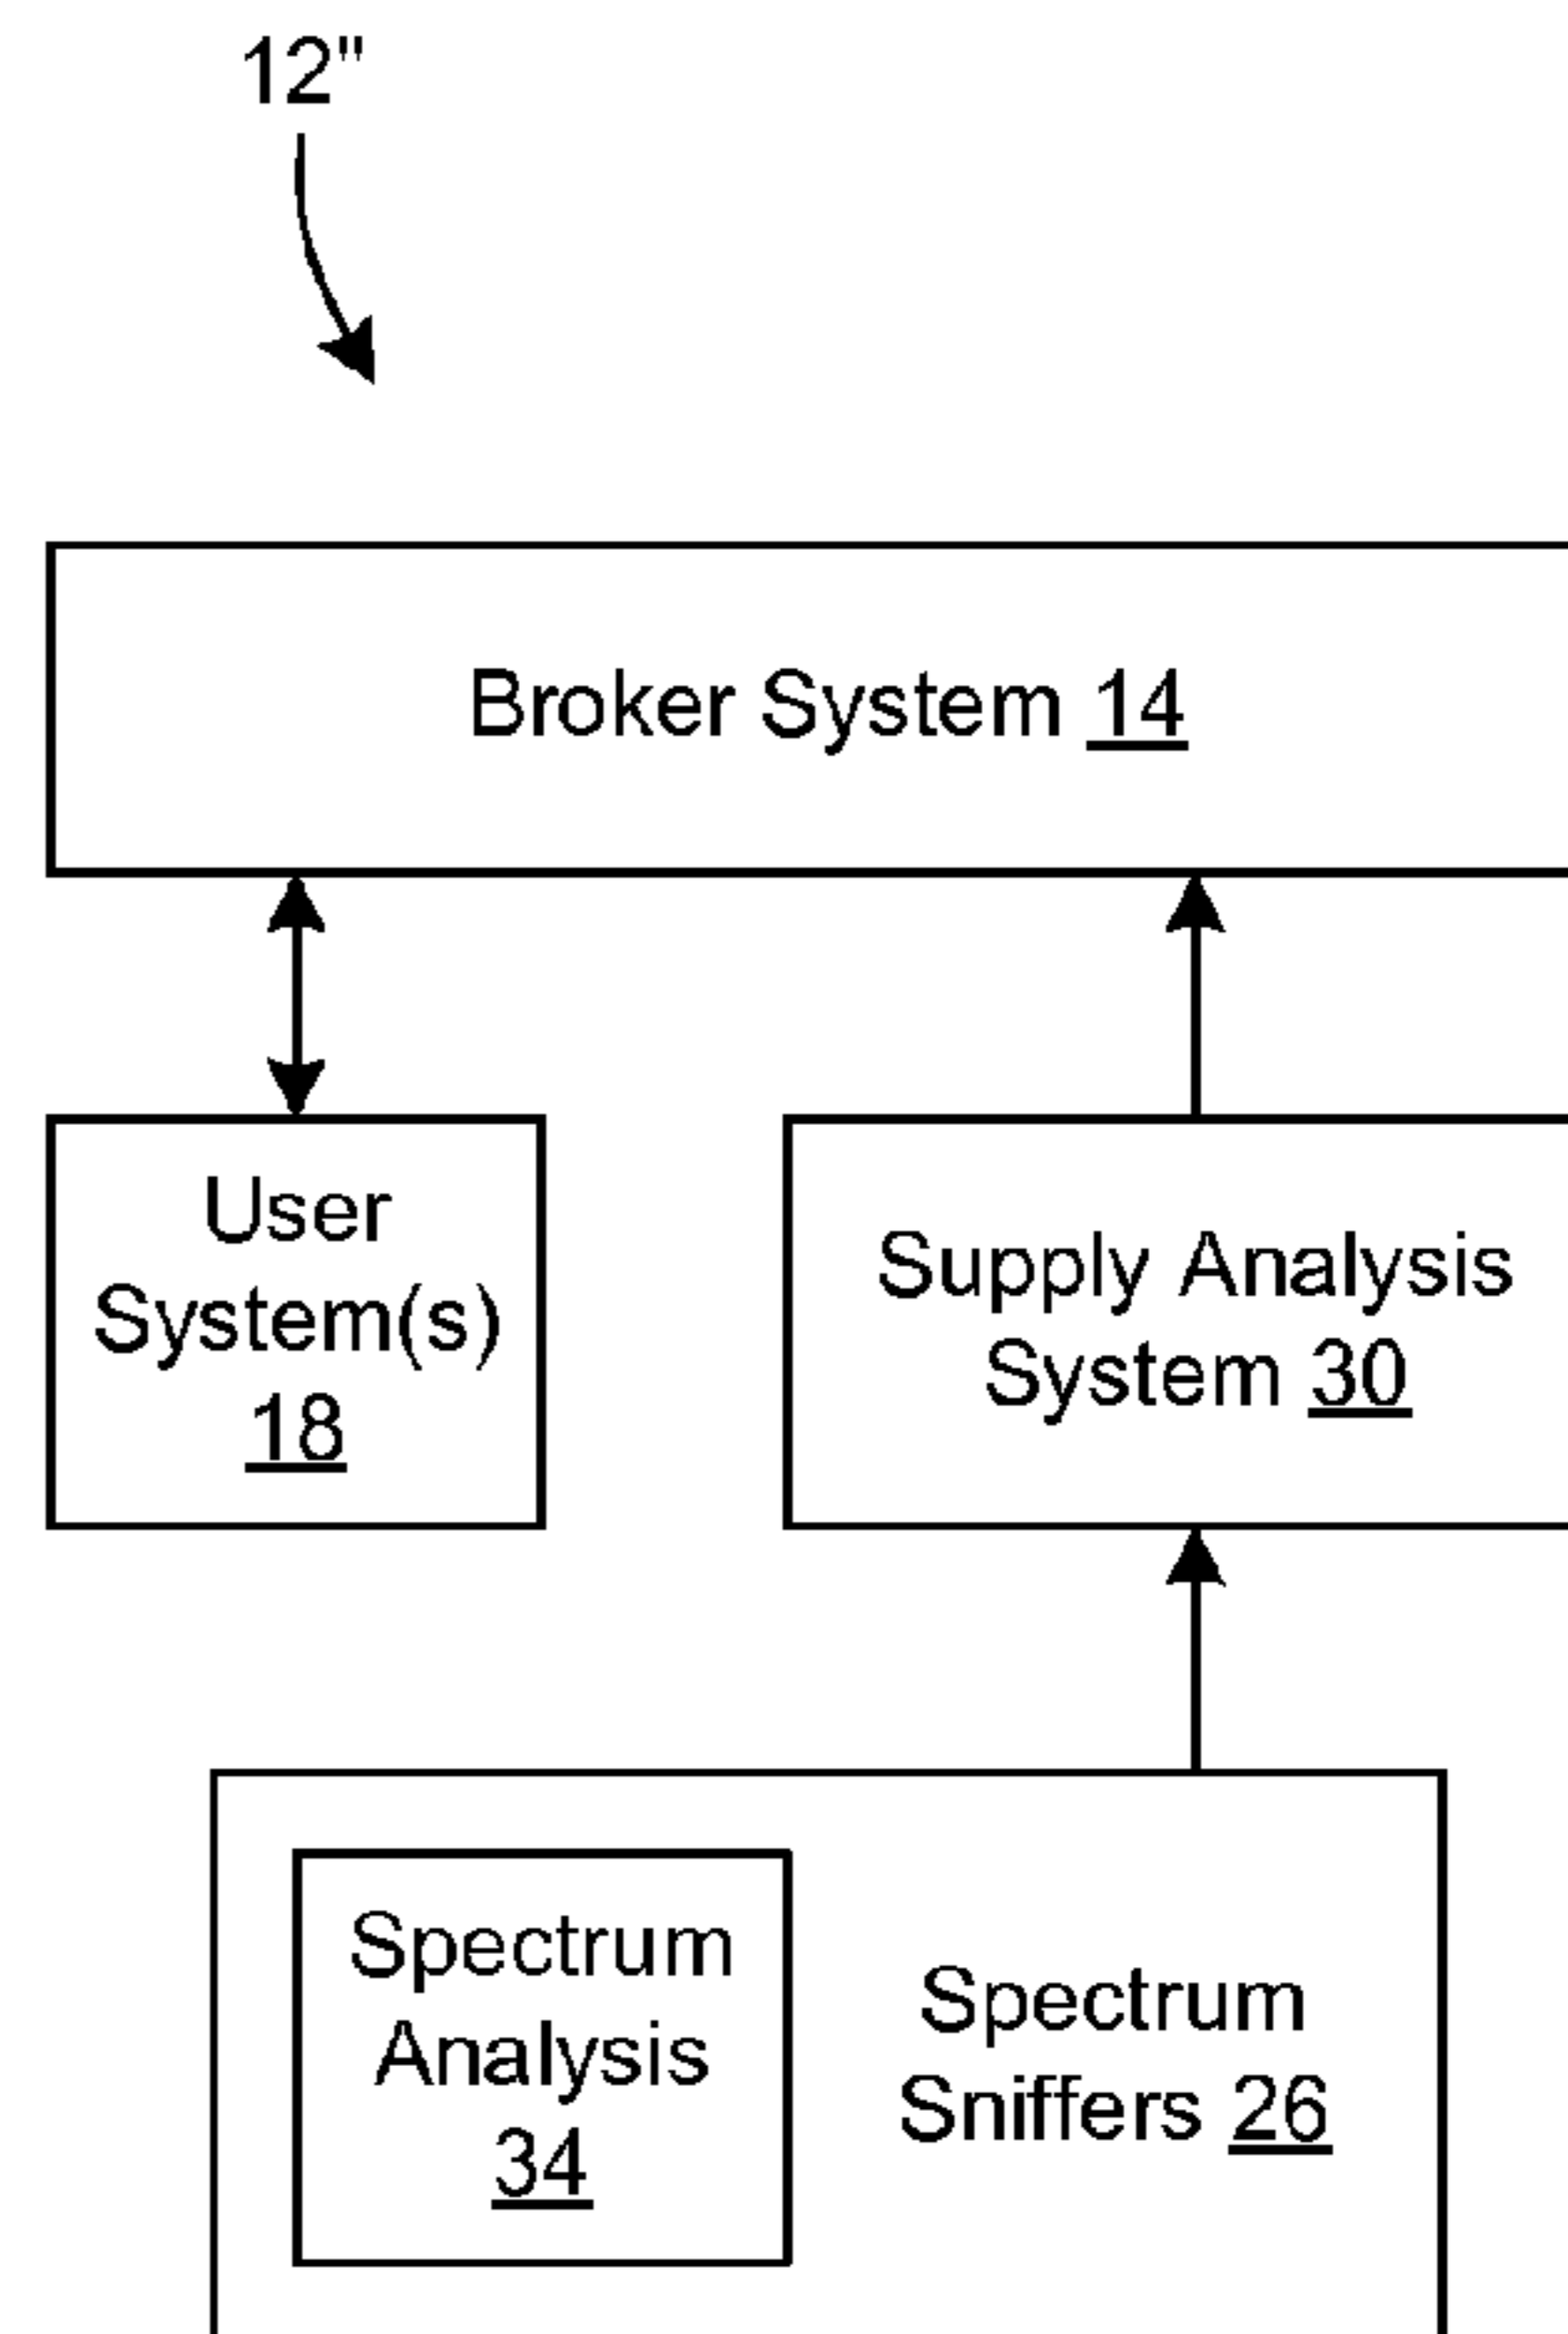 12"
Broker System 14
User
System(s)
18
Supply Analysis
System 30
Spectrum
Analysis
34
Spectrum
Sniffers 26